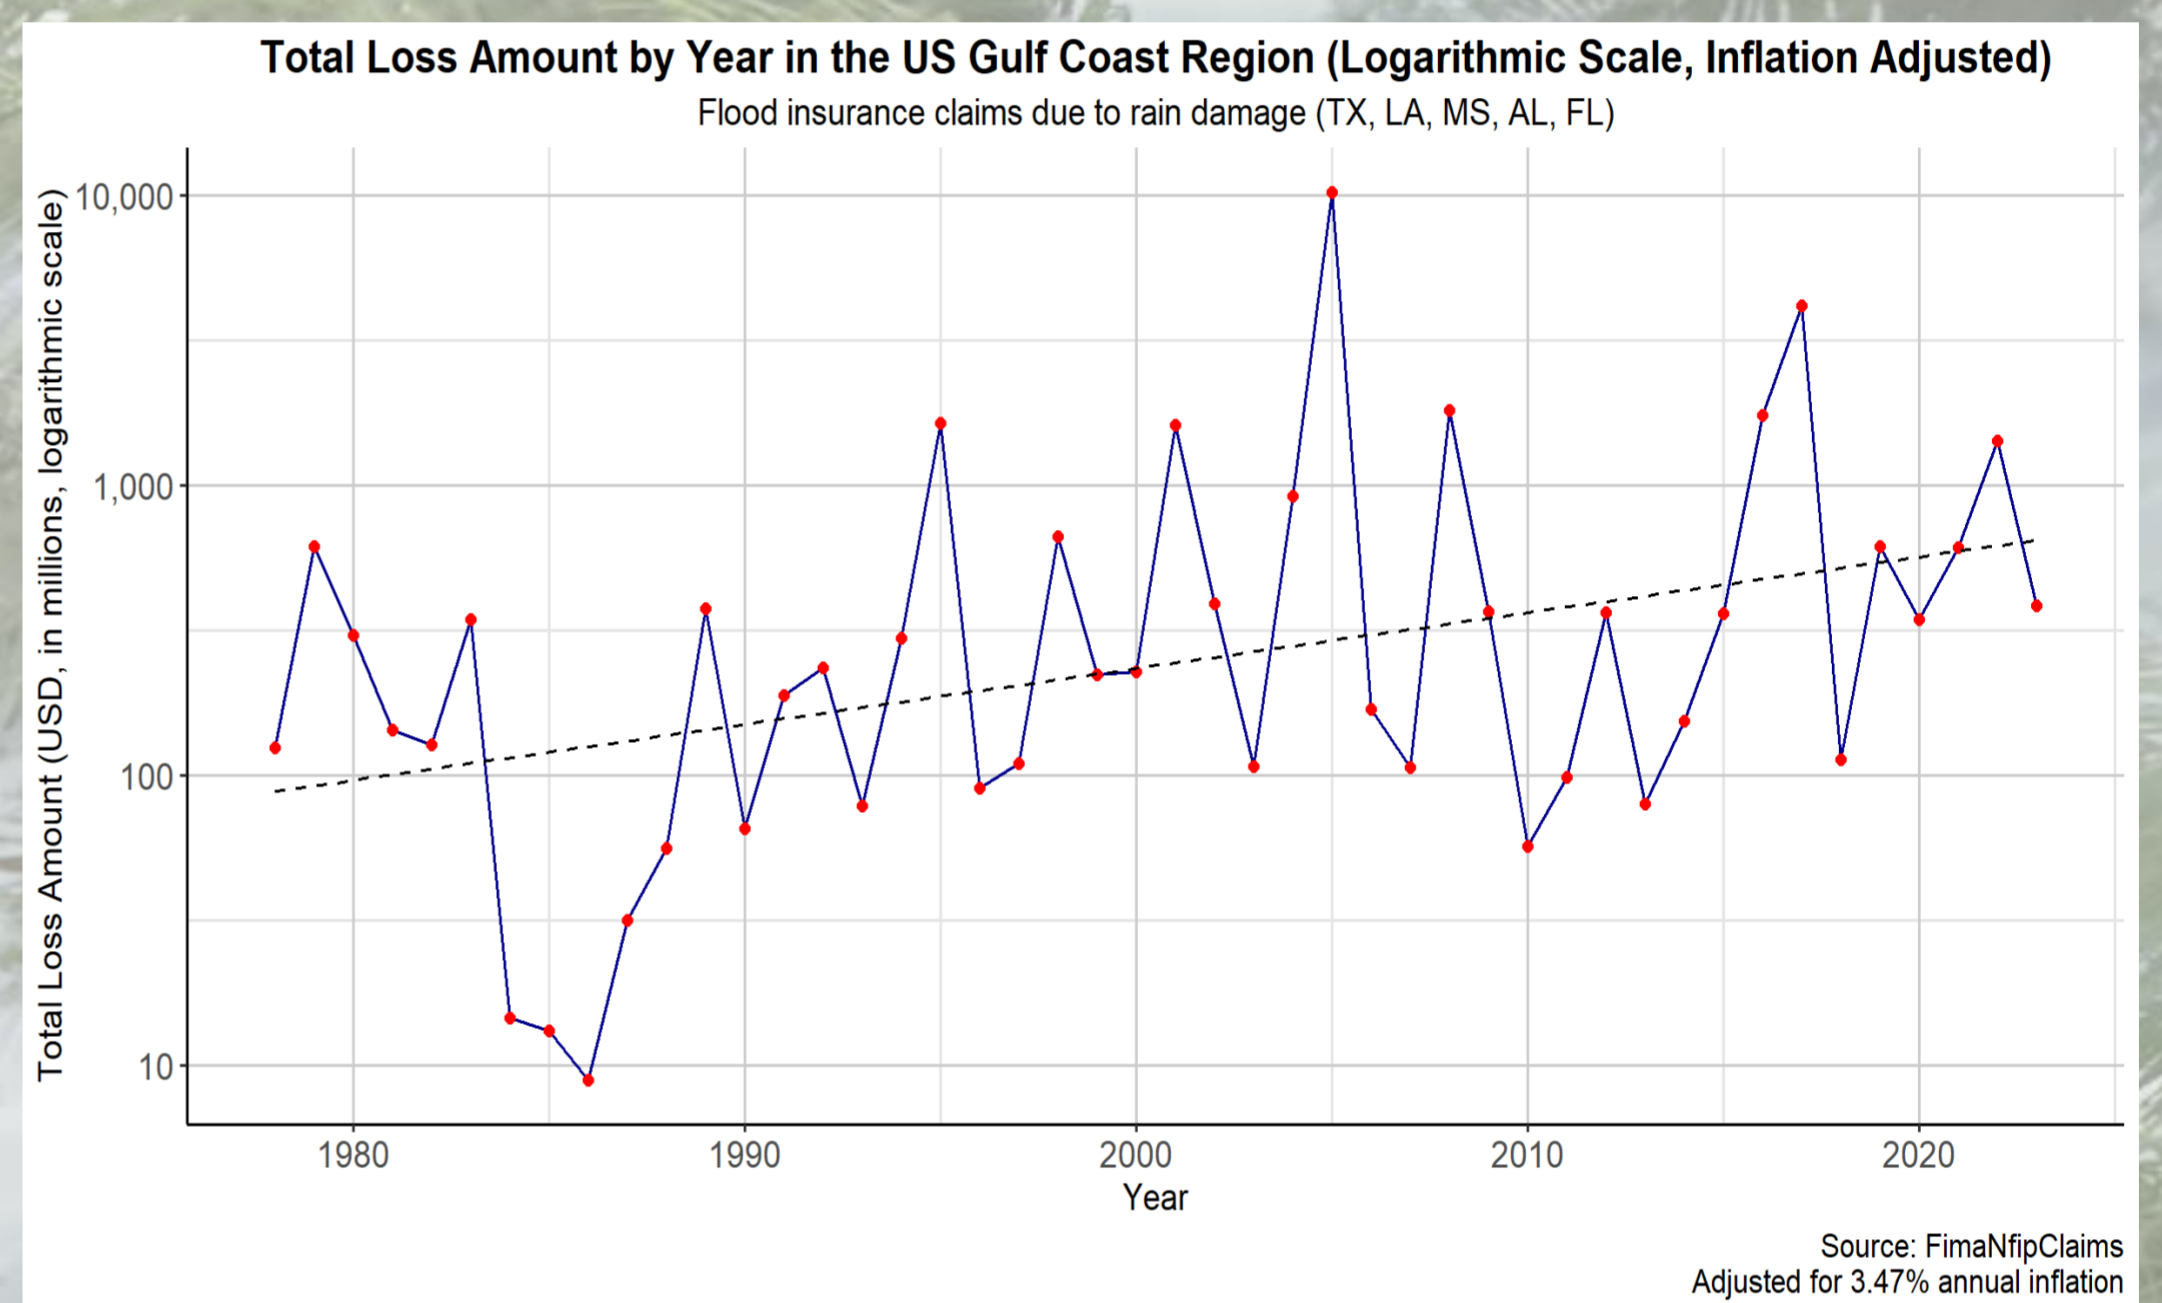 Total Loss Amount by Year in the US Gulf Coast Region (Logarithmic Scale, Inflation Adjusted)
Flood insurance claims due to rain damage (TX, LA, MS, AL, FL)
Total Loss Amount (USD, in millions, logarithmic scale)
10,000
1,000
100
10
1980 1990 2000 2010 2020
Year
Source: FimaNfipClaims
Adjusted for 3.47% annual inflation